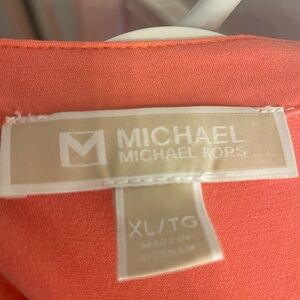 MICHAEL
MICHAEL KORS
XL/TG
MADE IN
VIETNAM